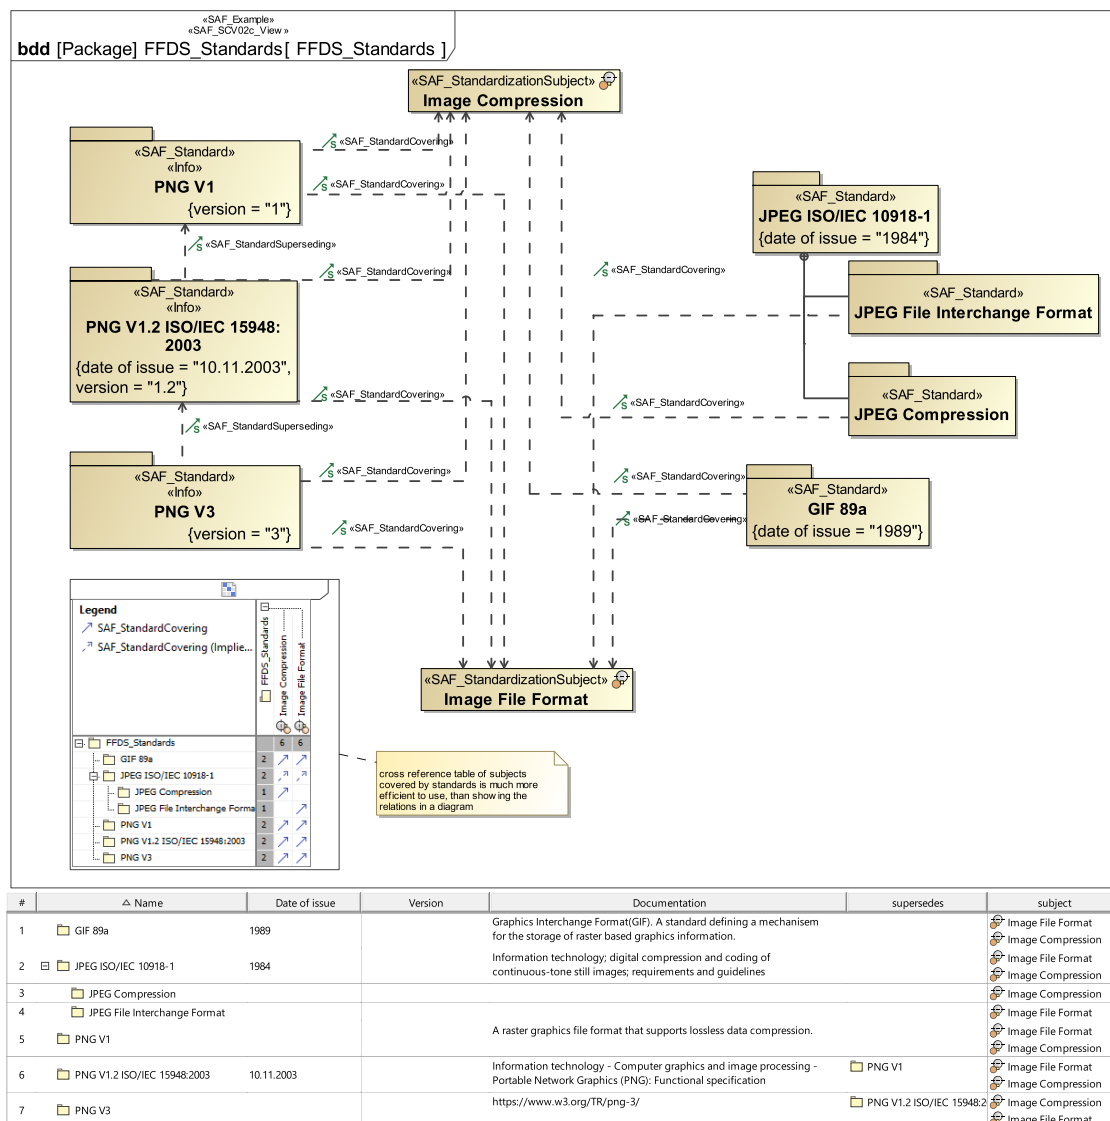 «SAF_Example»
«SAF_SCV02c_View»
bdd [Package] FFDS_Standards[ FFDS_Standards ]
«SAF_StandardizationSubject»
Image Compression
«SAF_Standard»
«Info»
PNG V1
{version = "1"}
«SAF_StandardCovering»
«SAF_StandardCovering»
«SAF_StandardSuperseding»
«SAF_Standard»
«Info»
PNG V1.2 ISO/IEC 15948:
2003
{date of issue = "10.11.2003",
version = "1.2"}
«SAF_StandardCovering»
«SAF_StandardCovering»
«SAF_StandardSuperseding»
«SAF_Standard»
«Info»
PNG V3
{version = "3"}
«SAF_StandardCovering»
«SAF_StandardCovering»
«SAF_Standard»
JPEG ISO/IEC 10918-1
{date of issue = "1984"}
«SAF_StandardCovering»
«SAF_Standard»
JPEG File Interchange Format
«SAF_StandardCovering»
«SAF_Standard»
JPEG Compression
«SAF_StandardCovering»
«SAF_StandardCovering»
«SAF_Standard»
GIF 89a
{date of issue = "1989"}
«SAF_StandardizationSubject»
Image File Format
Legend
SAF_StandardCovering
SAF_StandardCovering (Implie...
FFDS_Standards
Image Compression
Image File Format
FFDS_Standards 6 6
GIF 89a 2
JPEG ISO/IEC 10918-1 2
JPEG Compression 1
JPEG File Interchange Forma 1
PNG V1 2
PNG V1.2 ISO/IEC 15948:2003 2
PNG V3 2
cross reference table of subjects
covered by standards is much more
efficient to use, than showing the
relations in a diagram
# Name Date of issue Version Documentation supersedes subject
1 GIF 89a 1989 Graphics Interchange Format(GIF). A standard defining a mechanisem Image File Format
for the storage of raster based graphics information. Image Compression
2 JPEG ISO/IEC 10918-1 1984 Information technology; digital compression and coding of Image File Format
continuous-tone still images; requirements and guidelines Image Compression
3 JPEG Compression Image Compression
4 JPEG File Interchange Format Image File Format
5 PNG V1 A raster graphics file format that supports lossless data compression. Image File Format
Image Compression
6 PNG V1.2 ISO/IEC 15948:2003 10.11.2003 Information technology - Computer graphics and image processing - PNG V1 Image File Format
Portable Network Graphics (PNG): Functional specification Image Compression
7 PNG V3 https://www.w3.org/TR/png-3/ PNG V1.2 ISO/IEC 15948:2 Image Compression
Image File Format